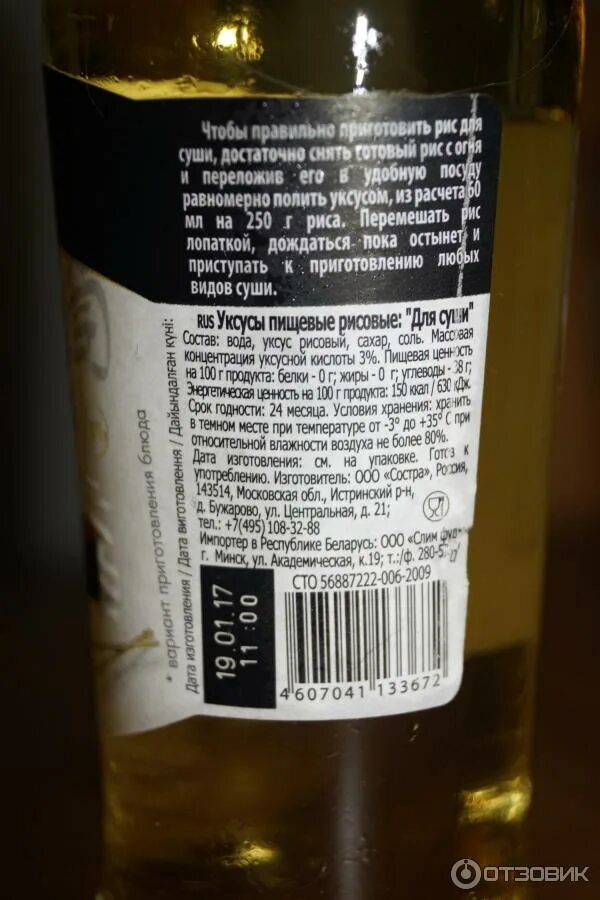 Чтобы правильно приготовить рис для
суши, достаточно снять готовый рис с огня
и переложив его в удобную посуду
равномерно полить уксусом, из расчета 60
мл на 250 г риса. Перемешать рис
лопаткой, дождаться пока остынет и
приступать к приготовлению любых
видов суши.
RUS Уксусы пищевые рисовые: "Для суши"
Состав: вода, уксус рисовый, сахар, соль. Массовая
концентрация уксусной кислоты 3%. Пищевая ценность
на 100 г продукта: белки - 0 г; жиры - 0 г; углеводы - 38 г;
Энергетическая ценность на 100 г продукта: 150 ккал / 630 кДж.
Срок годности: 24 месяца. Условия хранения: хранить
в темном месте при температуре от -3° до +35° С при
относительной влажности воздуха не более 80%.
Дата изготовления: см. на упаковке. Готов к
употреблению. Изготовитель: ООО «Состра», Россия,
143514, Московская обл., Истринский р-н,
д. Бужарово, ул. Центральная, д. 21;
тел.: +7(495) 108-32-88
Импортер в Республике Беларусь: ООО «Слим
г. Минск, ул. Академическая, к.19; т.:/ф. 280-5
СТО 56887222-006-2009
4 607041 133672
19.01.17
11:00
* вариант приготовления блюда
Дата изготовления / Дата виготовлення / Дайындалған күні:
ОТЗОВИК